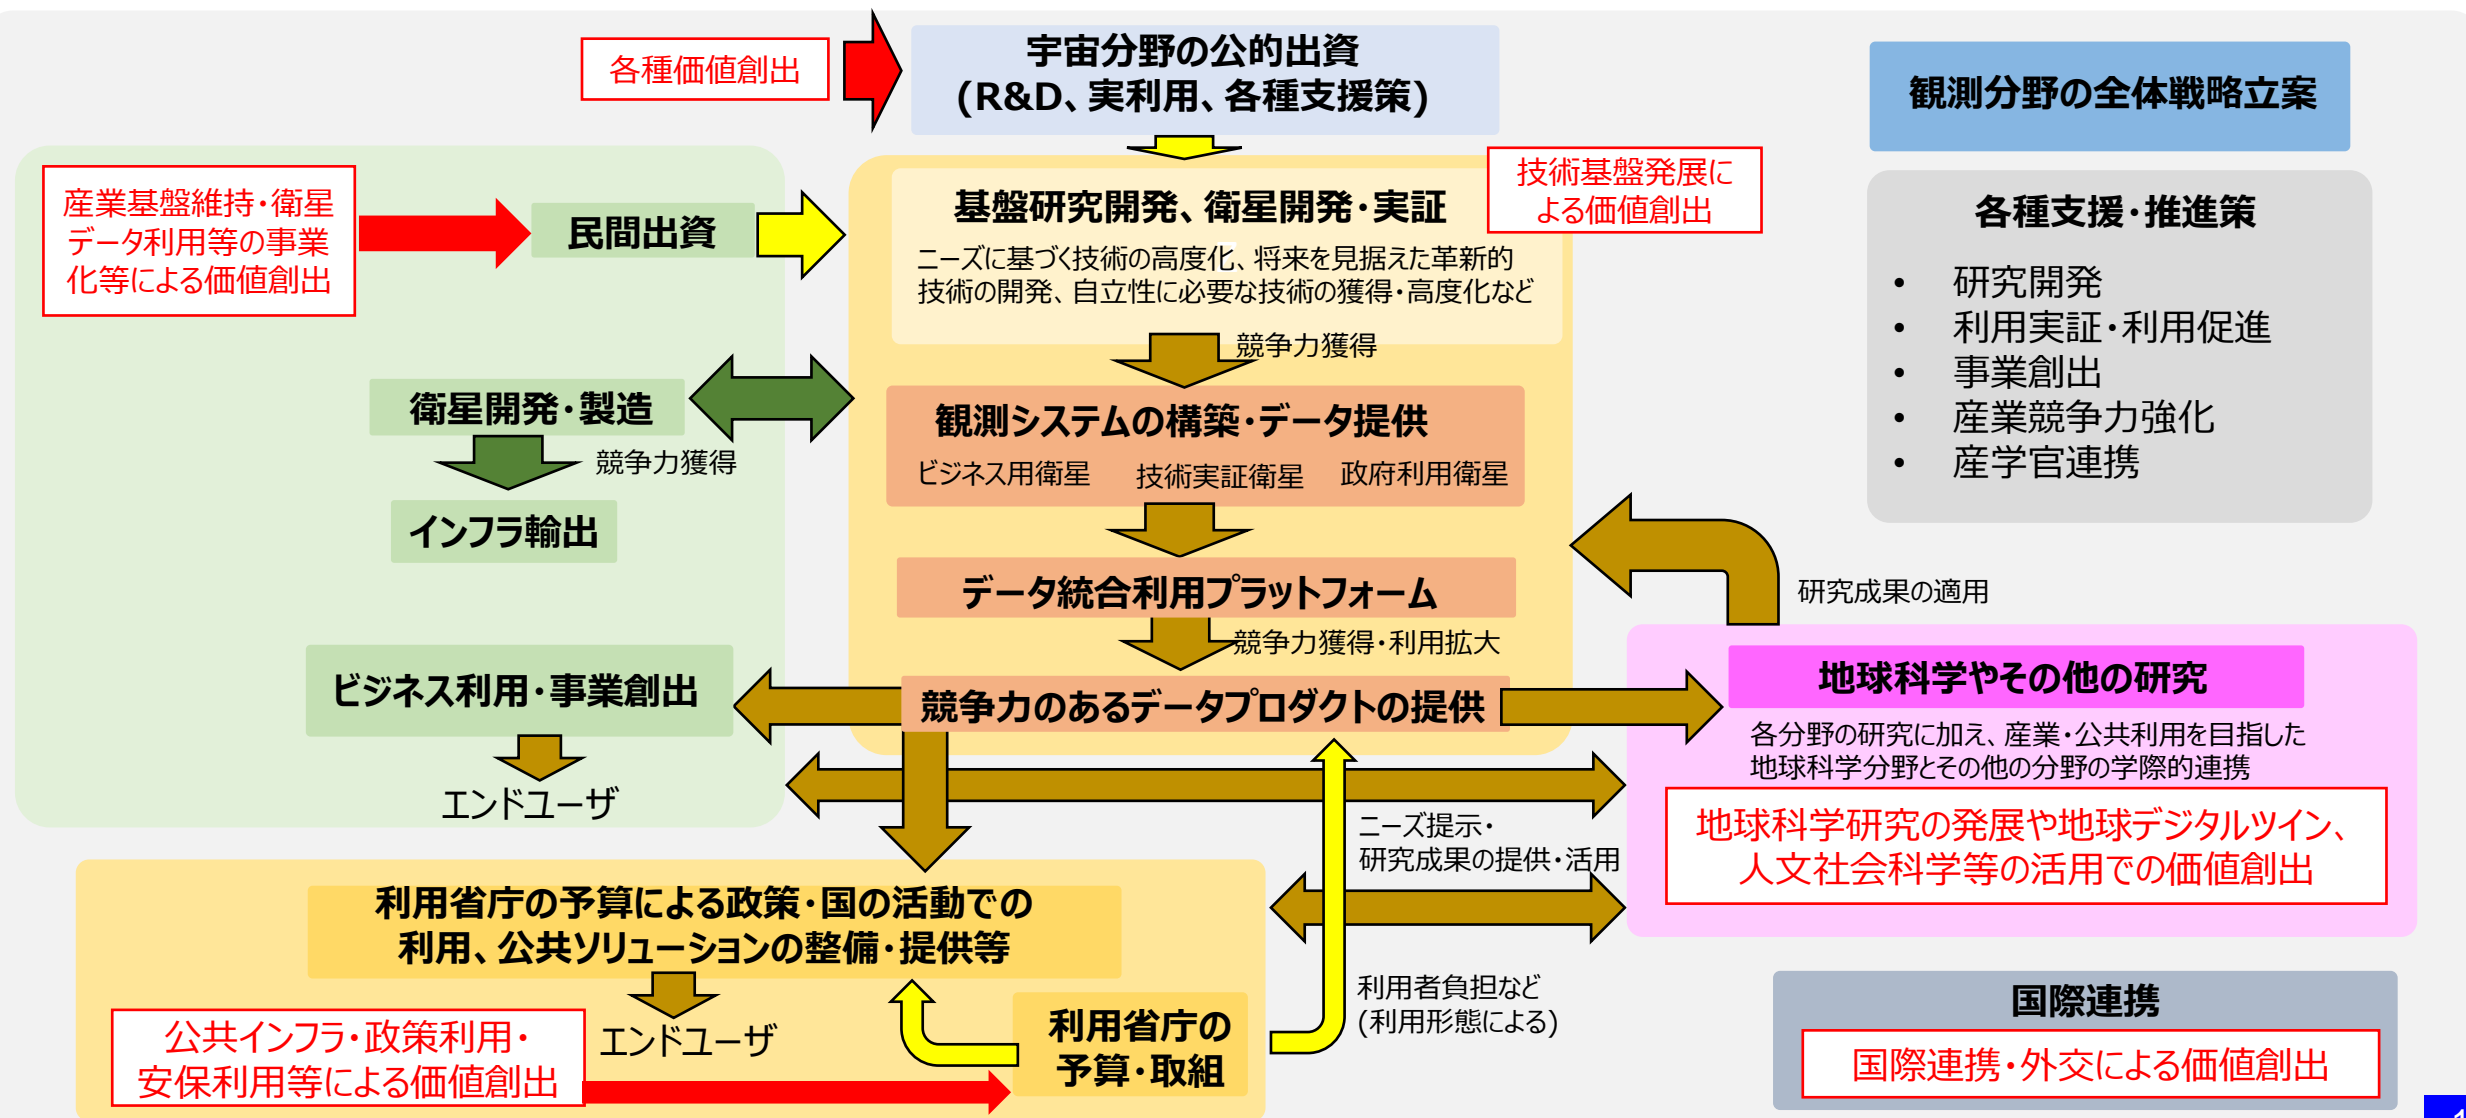 各種価値創出
宇宙分野の公的出資
(R&D、実利用、各種支援策)
観測分野の全体戦略立案
産業基盤維持・衛星
データ利用等の事業
化等による価値創出
民間出資
基盤研究開発、衛星開発・実証
ニーズに基づく技術の高度化、将来を見据えた革新的
技術の開発、自立性に必要な技術の獲得・高度化など
技術基盤発展に
よる価値創出
各種支援・推進策
• 研究開発
• 利用実証・利用促進
• 事業創出
• 産業競争力強化
• 産学官連携
競争力獲得
衛星開発・製造
競争力獲得
インフラ輸出
観測システムの構築・データ提供
ビジネス用衛星 技術実証衛星 政府利用衛星
データ統合利用プラットフォーム
競争力獲得・利用拡大
競争力のあるデータプロダクトの提供
研究成果の適用
ビジネス利用・事業創出
エンドユーザ
地球科学やその他の研究
各分野の研究に加え、産業・公共利用を目指した
地球科学分野とその他の分野の学際的連携
地球科学研究の発展や地球デジタルツイン、
人文社会科学等の活用での価値創出
ニーズ提示・
研究成果の提供・活用
利用省庁の予算による政策・国の活動での
利用、公共ソリューションの整備・提供等
エンドユーザ
公共インフラ・政策利用・
安保利用等による価値創出
利用省庁の
予算・取組
利用者負担など
(利用形態による)
国際連携
国際連携・外交による価値創出